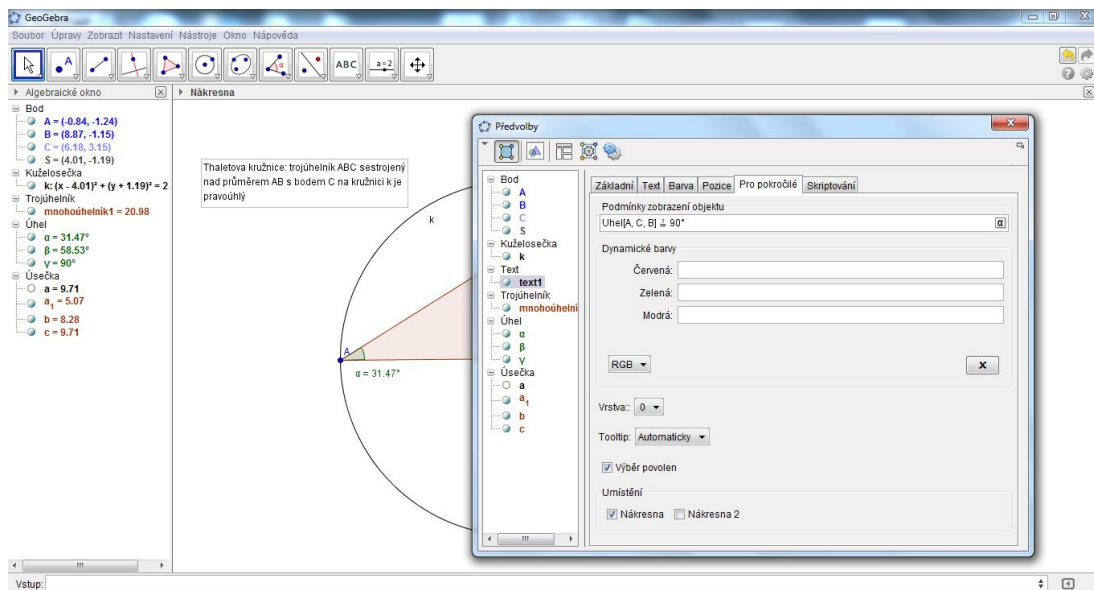 GeoGebra
Soubor Úpravy Zobrazit Nastavení Nástroje Okno Nápověda
A
α
ABC
a=2
Algebraické okno
Nákresna
Bod
A = (-0.84, -1.24)
B = (8.87, -1.15)
C = (6.18, 3.15)
S = (4.01, -1.19)
Kuželosečka
k: (x - 4.01)² + (y + 1.19)² = 2
Trojúhelník
mnohoúhelník1 = 20.98
Úhel
α = 31.47°
β = 58.53°
γ = 90°
Úsečka
a = 9.71
a₁ = 5.07
b = 8.28
c = 9.71
Thaletova kružnice: trojúhelník ABC sestrojený
nad průměrem AB s bodem C na kružnici k je
pravoúhlý
k
A
α = 31.47°
Předvolby
Bod
A
B
C
S
Kuželosečka
k
Text
text1
Trojúhelník
mnohoúhelní
Úhel
α
β
γ
Úsečka
a
a₁
b
c
Základní Text Barva Pozice Pro pokročilé Skriptování
Podmínky zobrazení objektu
Uhel[A, C, B] ≟ 90°
α
Dynamické barvy
Červená:
Zelená:
Modrá:
RGB
x
Vrstva:: 0
Tooltip: Automaticky
Výběr povolen
Umístění
Nákresna Nákresna 2
Vstup: